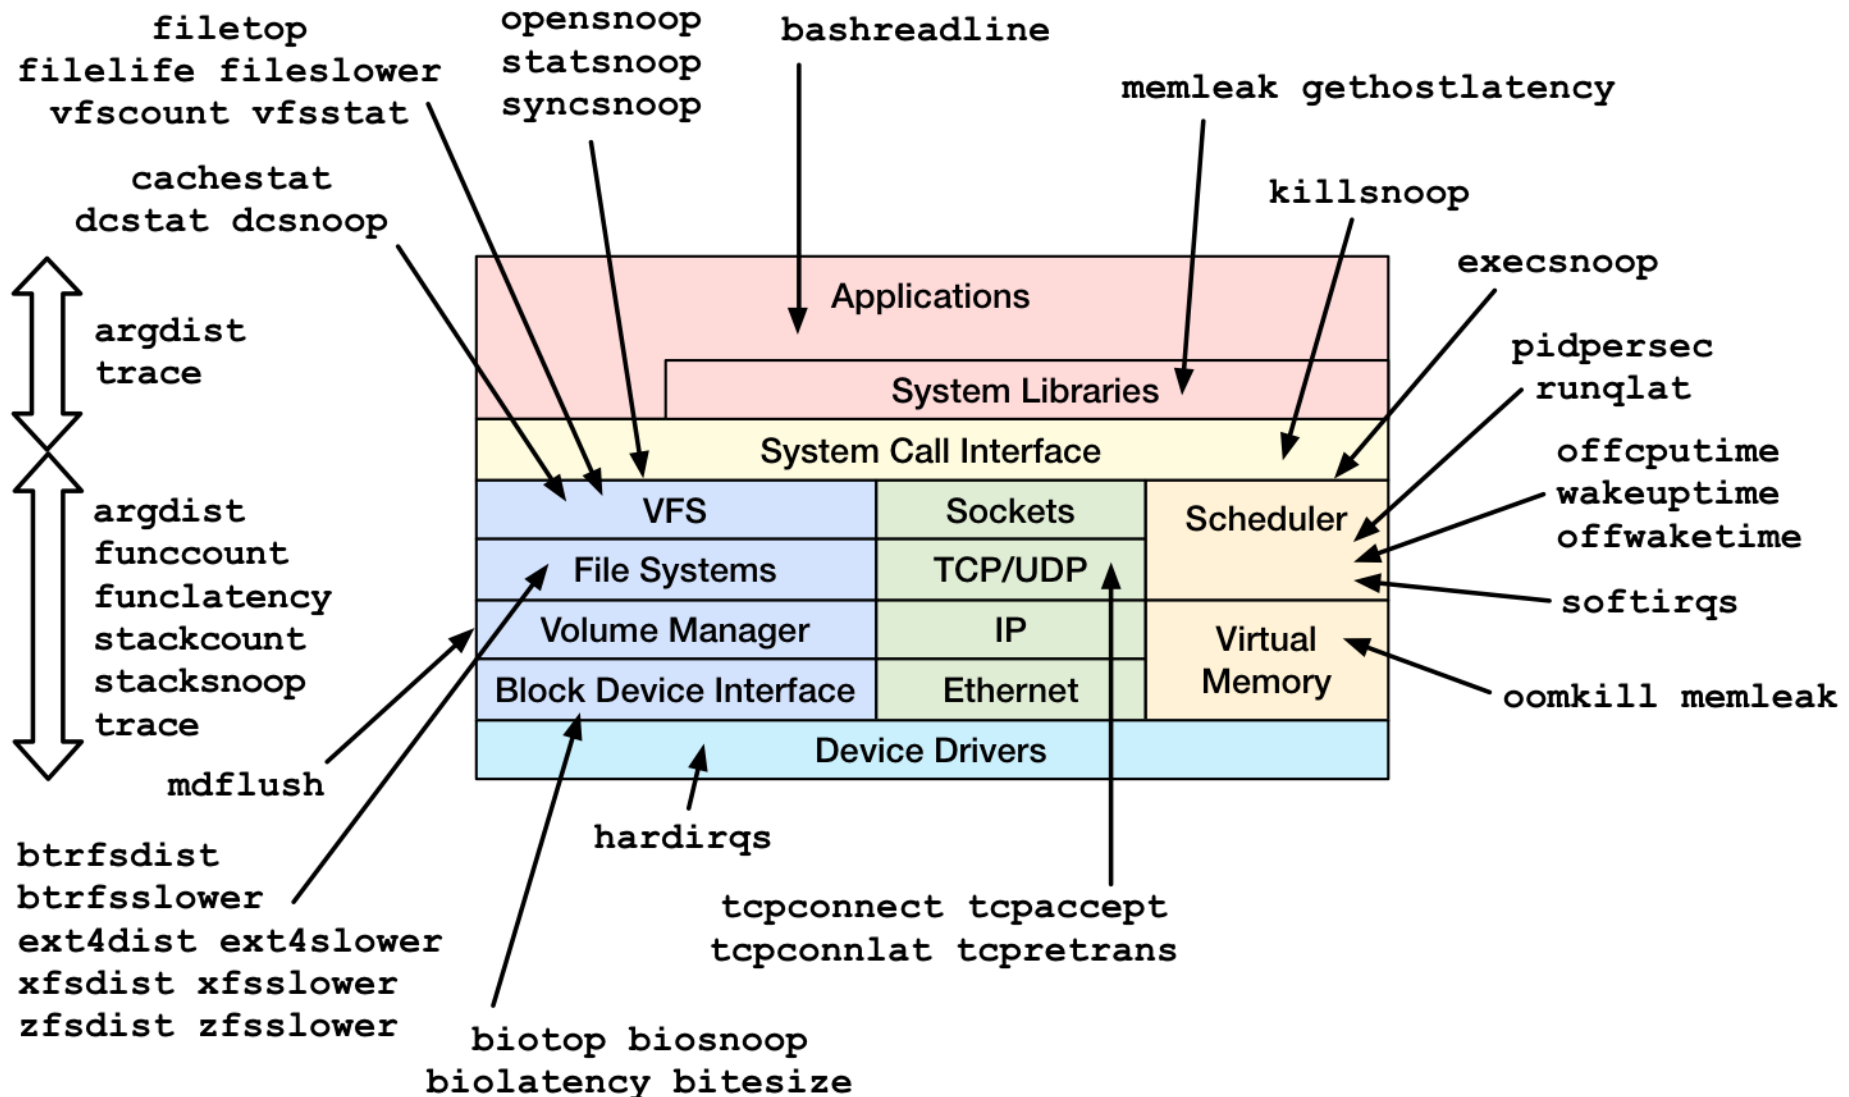 filetop
filelife fileslower
vfscount vfsstat
opensnoop
statsnoop
syncsnoop
bashreadline
memleak gethostlatency
cachestat
dcstat dcsnoop
killsnoop
execsnoop
argdist
trace
pidpersec
runqlat
offcputime
wakeuptime
offwaketime
softirqs
oomkill memleak
Applications
System Libraries
System Call Interface
VFS
Sockets
Scheduler
File Systems
TCP/UDP
Volume Manager
IP
Virtual
Memory
Block Device Interface
Ethernet
Device Drivers
argdist
funccount
funclatency
stackcount
stacksnoop
trace
mdflush
hardirqs
btrfsdist
btrfsslower
ext4dist ext4slower
xfsdist xfsslower
zfsdist zfsslower
tcpconnect tcpaccept
tcpconnlat tcpretrans
biotop biosnoop
biolatency bitesize